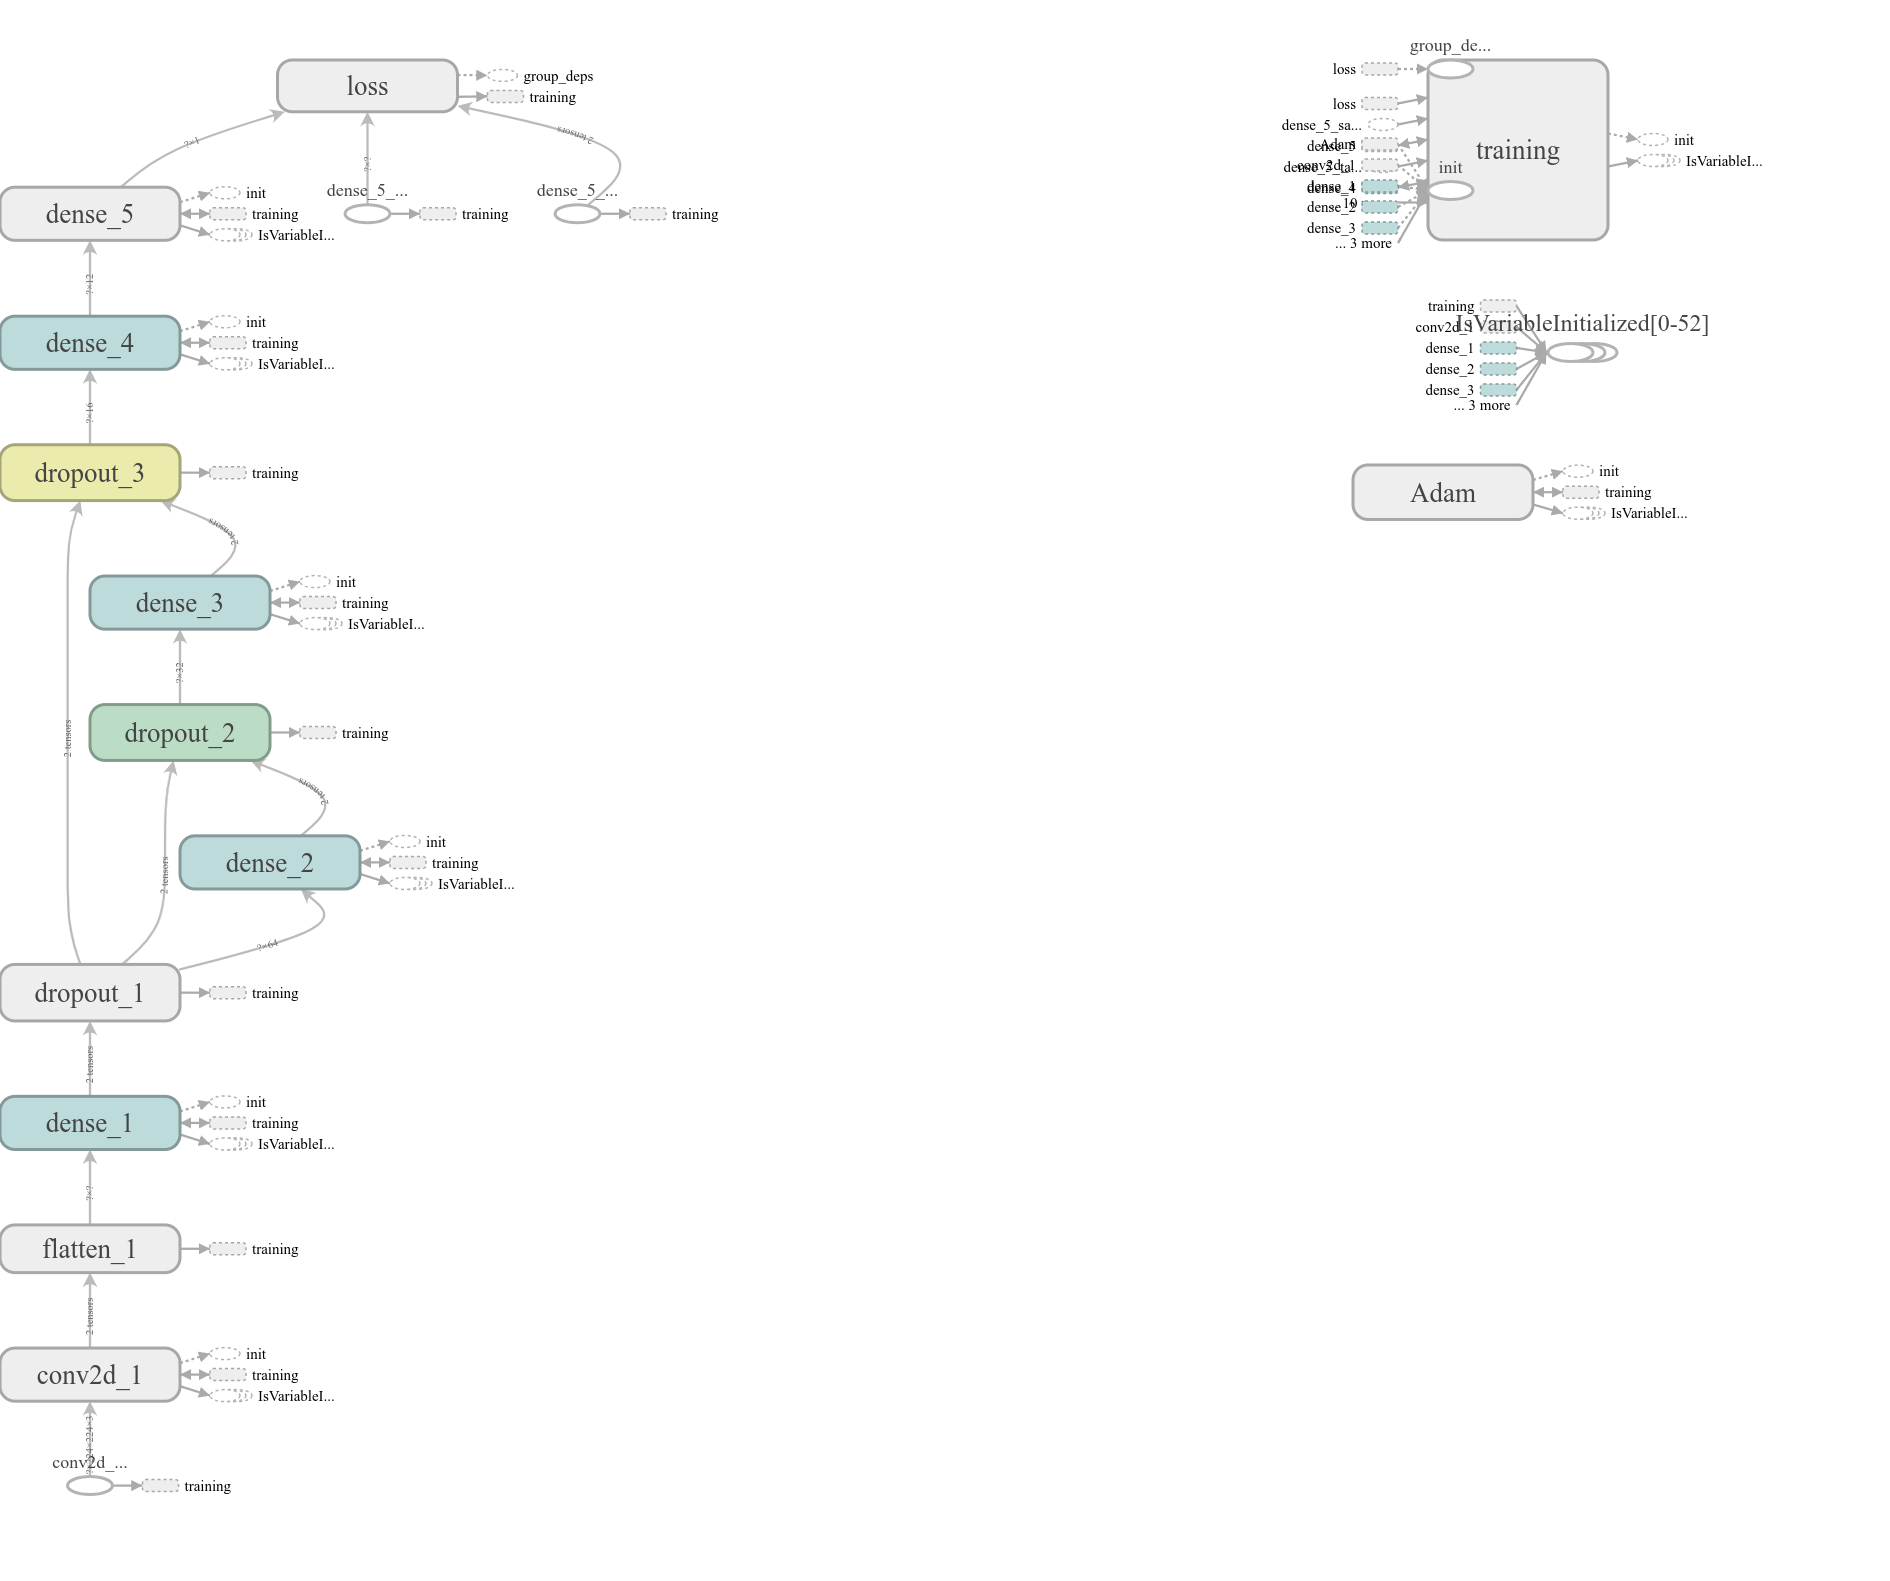 loss
group_deps
training
?×1
?×?
2 tensors
dense_5
init
training
IsVariableI...
dense_5_...
training
dense_5_...
training
?×12
dense_4
init
training
IsVariableI...
?×16
dropout_3
training
2 tensors
dense_3
init
training
IsVariableI...
?×32
2 tensors
dropout_2
training
2 tensors
2 tensors
dense_2
init
training
IsVariableI...
?×64
dropout_1
training
2 tensors
dense_1
init
training
IsVariableI...
?×?
flatten_1
training
2 tensors
conv2d_1
init
training
IsVariableI...
?×224×224×3
conv2d_...
training
group_de...
loss
loss
dense_5_sa...
Adam
dense_5
conv2d_1
dense_5_ta...
dense_1
dense_4
dense_2
10
dense_3
... 3 more
training
init
init
IsVariableI...
IsVariableInitialized[0-52]
training
conv2d_1
dense_1
dense_2
dense_3
... 3 more
Adam
init
training
IsVariableI...